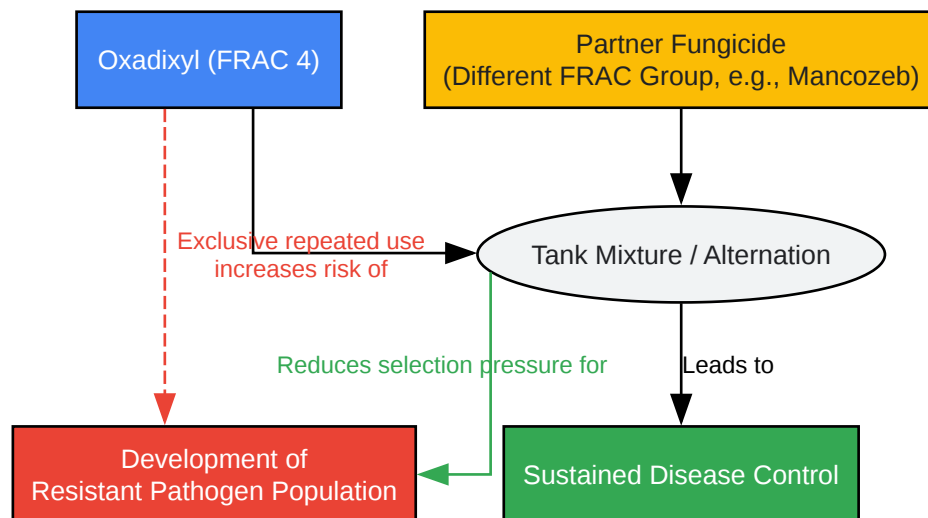 Oxadixyl (FRAC 4)
Partner Fungicide
(Different FRAC Group, e.g., Mancozeb)
Exclusive repeated use
increases risk of
Tank Mixture / Alternation
Reduces selection pressure for
Leads to
Development of
Resistant Pathogen Population
Sustained Disease Control